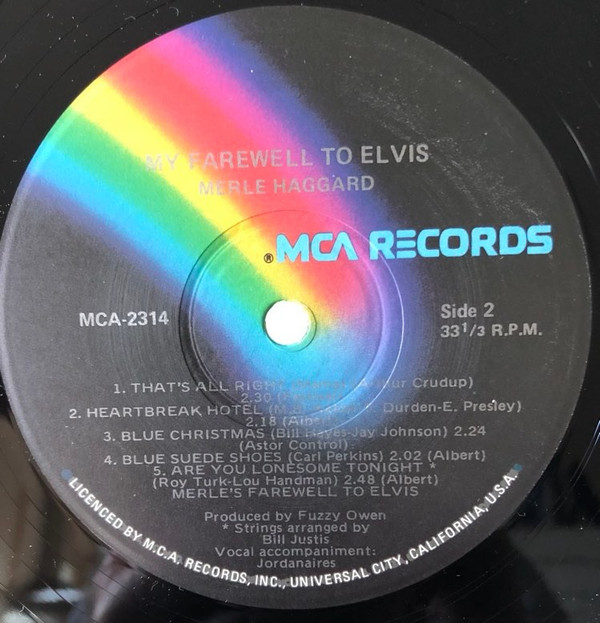 MY FAREWELL TO ELVIS
MERLE HAGGARD
®MCA RECORDS
MCA-2314
Side 2
33 1/3 R.P.M.
1. THAT'S ALL RIGHT Crudup)
2.30
2. HEARTBREAK HOTEL Durden-E. Presley)
2.18
3. BLUE CHRISTMAS (Bill Hayes-Jay Johnson) 2.24
(Astor Control)
4. BLUE SUEDE SHOES (Carl Perkins) 2.02 (Albert)
5. ARE YOU LONESOME TONIGHT *
(Roy Turk-Lou Handman) 2.48 (Albert)
MERLE'S FAREWELL TO ELVIS
Produced by Fuzzy Owen
* Strings arranged by
Bill Justis
Vocal accompaniment:
Jordanaires
LICENCED BY M.C.A. RECORDS, INC., UNIVERSAL CITY, CALIFORNIA, U.S.A.